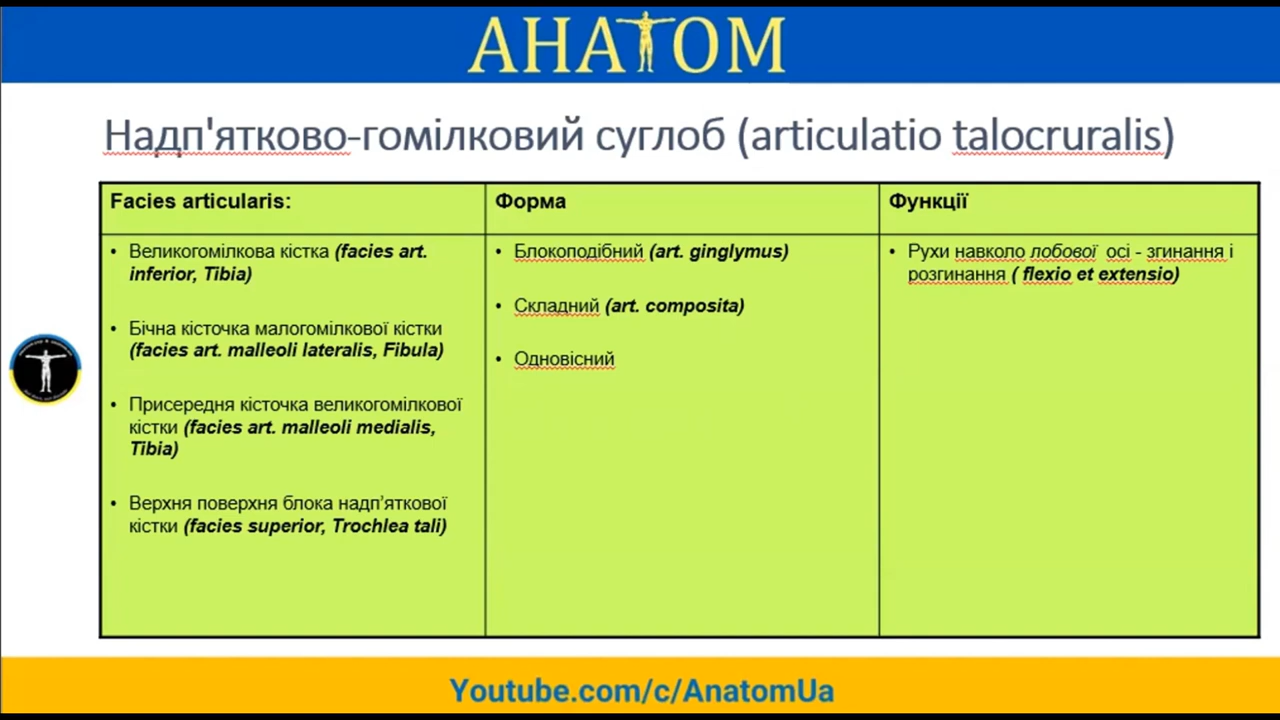 АНАТОМ
Надп'ятково-гомілковий суглоб (articulatio talocruralis)
Facies articularis:
• Великогомілкова кістка (facies art.
inferior, Tibia)
• Бічна кісточка малогомілкової кістки
(facies art. malleoli lateralis, Fibula)
• Присередня кісточка великогомілкової
кістки (facies art. malleoli medialis,
Tibia)
• Верхня поверхня блока надп’яткової
кістки (facies superior, Trochlea tali)
Форма
• Блокоподібний (art. ginglymus)
• Складний (art. composita)
• Одновісний
Функції
• Рухи навколо лобової осі - згинання і
розгинання ( flexio et extensio)
Youtube.com/c/AnatomUa